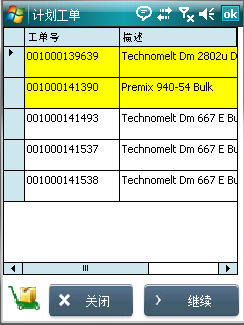 计划工单 ok
工单号 描述
001000139639 Technomelt Dm 2802u D
001000141390 Premix 940-54 Bulk
001000141493 Technomelt Dm 667 E Bu
001000141537 Technomelt Dm 667 E Bu
001000141538 Technomelt Dm 667 E Bu
关闭 继续